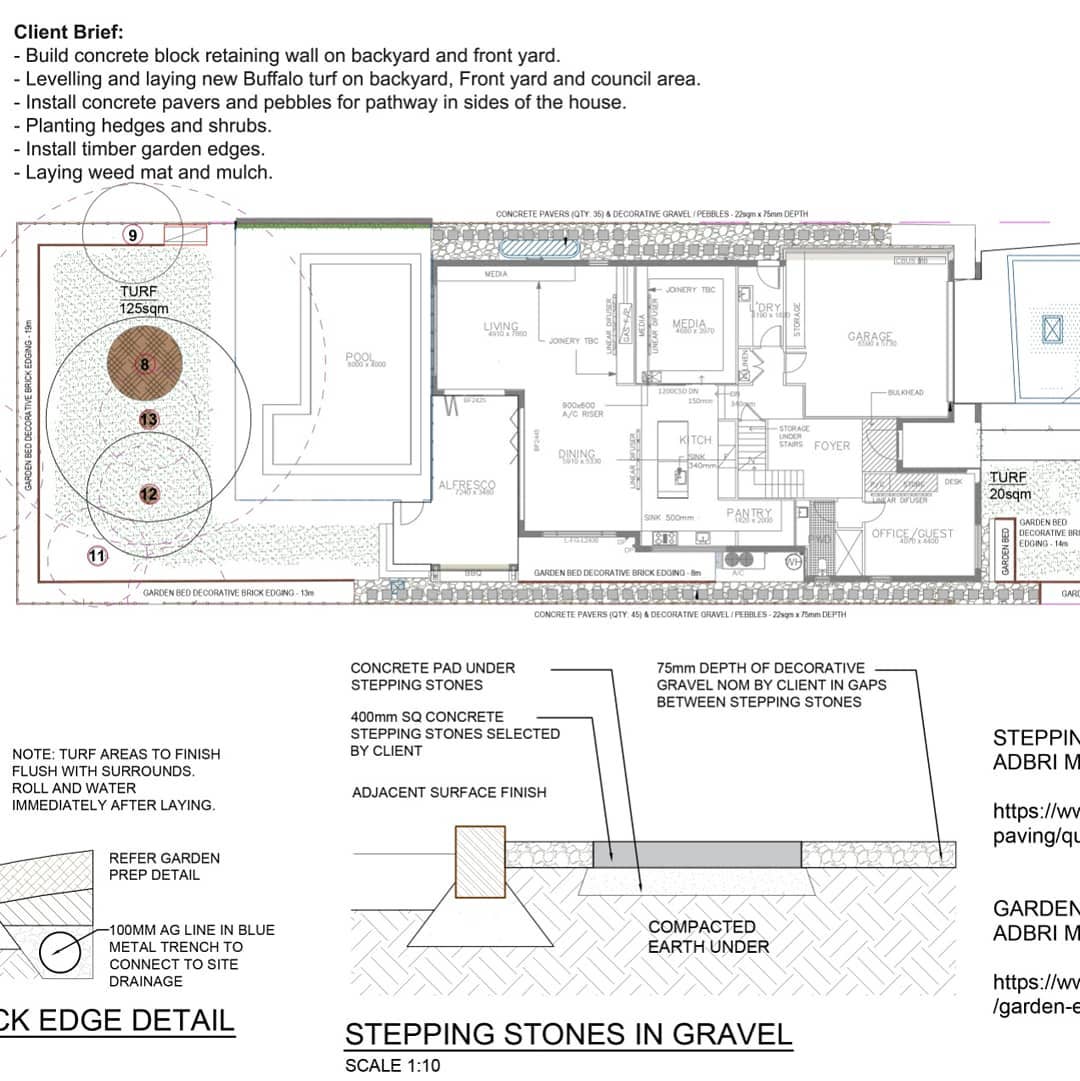 Client Brief:
- Build concrete block retaining wall on backyard and front yard.
- Levelling and laying new Buffalo turf on backyard, Front yard and council area.
- Install concrete pavers and pebbles for pathway in sides of the house.
- Planting hedges and shrubs.
- Install timber garden edges.
- Laying weed mat and mulch.
CONCRETE PAVERS (QTY: 35) & DECORATIVE GRAVEL / PEBBLES - 22sqm x 75mm DEPTH
9
TURF
125sqm
8
13
12
11
GARDEN BED DECORATIVE BRICK EDGING - 19m
GARDEN BED DECORATIVE BRICK EDGING - 13m
POOL
MEDIA
LIVING
4910 x 7860
JOINERY TBC
LINEAR DIFUSER
MEDIA
LINEAR DIFUSER
JOINERY TBC
MEDIA
L'DRY
STORAGE
LINEN
GARAGE
BULKHEAD
1200CSD DN
150mm
340mm
900x600
A/C RISER
BF2425
BF2440
ALFRESCO
7240 x 3480
DINING
5910 x 5330
LINEAR DIFUSER
KITCH
SINK
340mm
STORAGE
UNDER
STAIRS
FOYER
DESK
LINEAR DIFUSER
SINK 500mm
PANTRY
PWD
OFFICE/GUEST
4070 x 4400
BBQ
A/C
WH
TURF
20sqm
GARDEN BED
GARDEN BED
DECORATIVE BRI
EDGING - 14m
GARD
GARDEN BED DECORATIVE BRICK EDGING - 8m
CONCRETE PAVERS (QTY: 45) & DECORATIVE GRAVEL / PEBBLES - 22sqm x 75mm DEPTH
NOTE: TURF AREAS TO FINISH
FLUSH WITH SURROUNDS.
ROLL AND WATER
IMMEDIATELY AFTER LAYING.
REFER GARDEN
PREP DETAIL
100MM AG LINE IN BLUE
METAL TRENCH TO
CONNECT TO SITE
DRAINAGE
CK EDGE DETAIL
CONCRETE PAD UNDER
STEPPING STONES
400mm SQ CONCRETE
STEPPING STONES SELECTED
BY CLIENT
ADJACENT SURFACE FINISH
75mm DEPTH OF DECORATIVE
GRAVEL NOM BY CLIENT IN GAPS
BETWEEN STEPPING STONES
COMPACTED
EARTH UNDER
STEPPING STONES IN GRAVEL
SCALE 1:10
STEPPIN
ADBRI M
https://ww
paving/qu
GARDEN
ADBRI M
https://ww
/garden-e